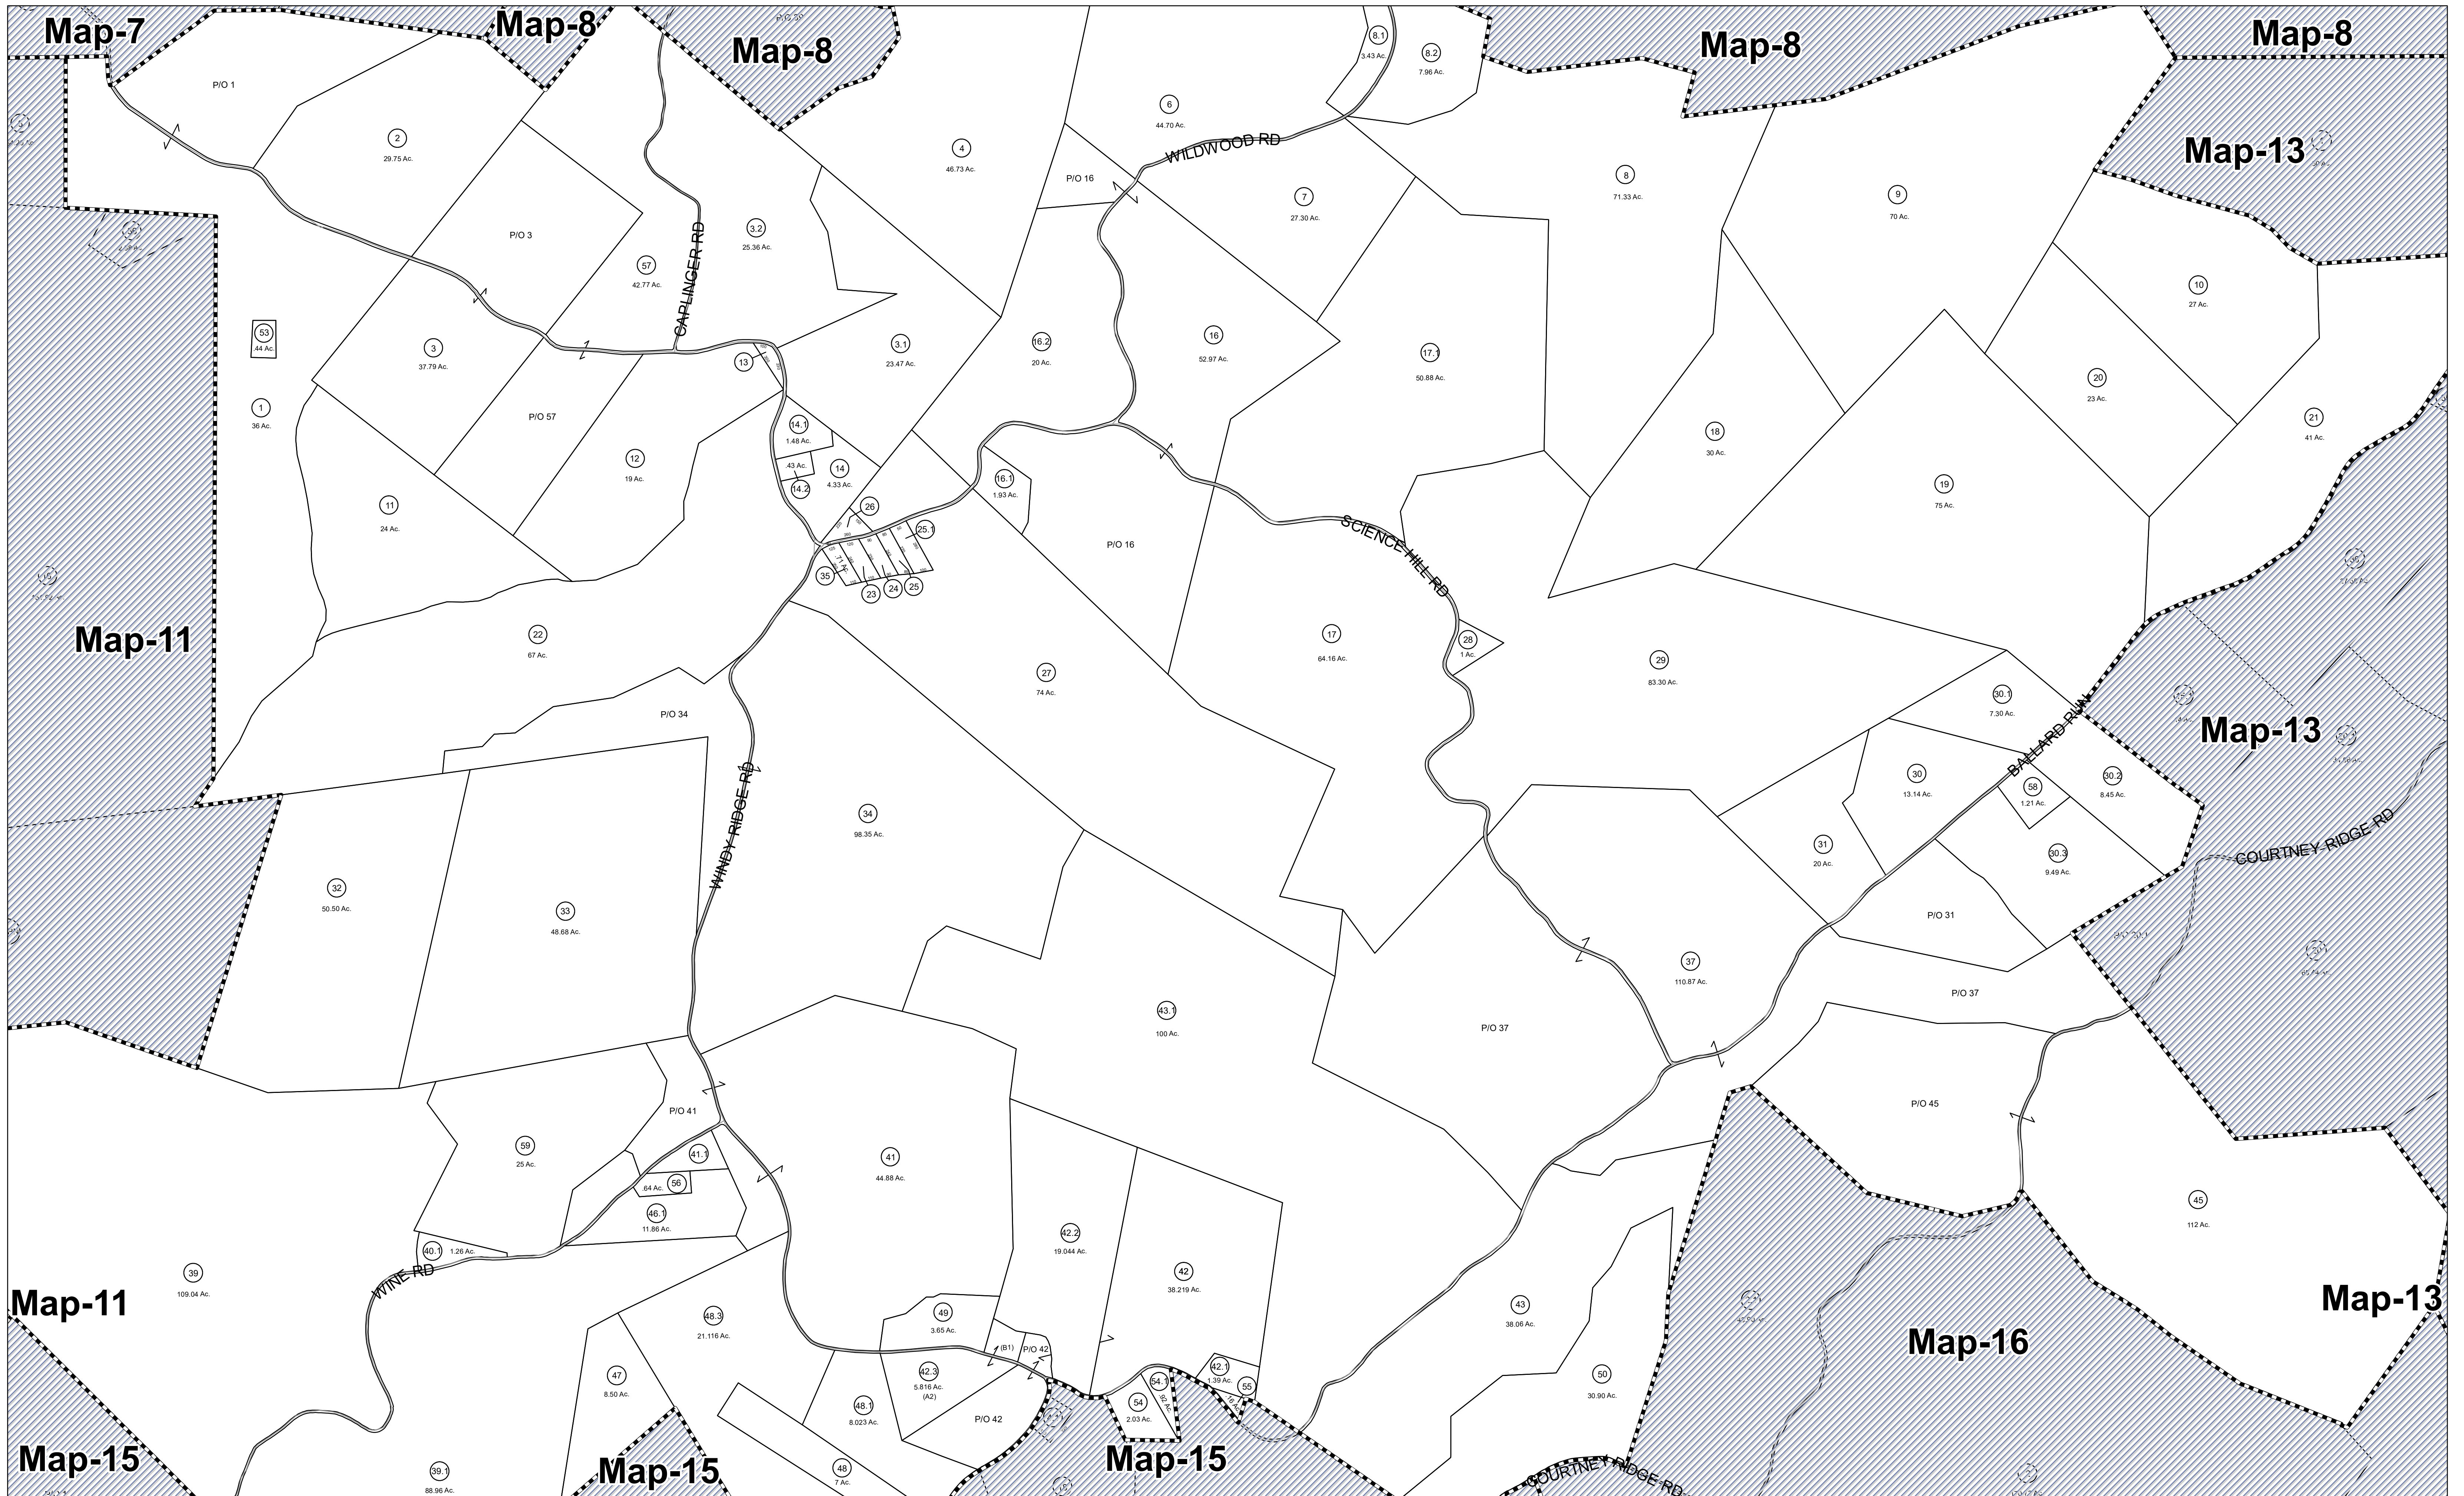 Map-7
Map-8
Map-8
Map-8
Map-8
8.1
3.43 Ac.
8.2
7.96 Ac.
P/O 1
6
44.70 Ac.
2
29.75 Ac.
WILDWOOD RD
4
46.73 Ac.
Map-13
P/O 16
8
71.33 Ac.
7
27.30 Ac.
9
70 Ac.
P/O 3
3.2
25.36 Ac.
57
42.77 Ac.
CAPLINGER RD
10
27 Ac.
53
.44 Ac.
3
37.79 Ac.
13
3.1
23.47 Ac.
16.2
20 Ac.
16
52.97 Ac.
17.1
50.88 Ac.
20
23 Ac.
1
36 Ac.
P/O 57
14.1
1.48 Ac.
21
41 Ac.
18
30 Ac.
12
19 Ac.
.43 Ac.
14
4.33 Ac.
14.2
16.1
1.93 Ac.
19
75 Ac.
11
24 Ac.
26
25.1
SCIENCE HILL RD
P/O 16
.71 Ac.
35
23
24
25
Map-11
22
67 Ac.
17
64.16 Ac.
28
1 Ac.
29
83.30 Ac.
27
74 Ac.
30.1
7.30 Ac.
P/O 34
BALLARD RUN
Map-13
30
13.14 Ac.
58
1.21 Ac.
30.2
8.45 Ac.
WINDY RIDGE RD
34
98.35 Ac.
31
20 Ac.
30.3
9.49 Ac.
COURTNEY RIDGE RD
32
50.50 Ac.
33
48.68 Ac.
P/O 31
37
110.87 Ac.
P/O 37
43.1
100 Ac.
P/O 37
P/O 41
P/O 45
59
25 Ac.
41.1
41
44.88 Ac.
.64 Ac.
56
46.1
11.86 Ac.
45
112 Ac.
42.2
19.044 Ac.
40.1
1.26 Ac.
WINE RD
39
109.04 Ac.
42
38.219 Ac.
Map-11
Map-13
48.3
21.116 Ac.
49
3.65 Ac.
43
38.06 Ac.
Map-16
(B1)
P/O 42
47
8.50 Ac.
42.3
5.816 Ac.
(A2)
42.1
1.39 Ac.
55
54.1
.92 Ac.
50
30.90 Ac.
48.1
8.023 Ac.
54
2.03 Ac.
P/O 42
Map-15
Map-15
Map-15
39.1
88.96 Ac.
48
7 Ac.
COURTNEY RIDGE RD